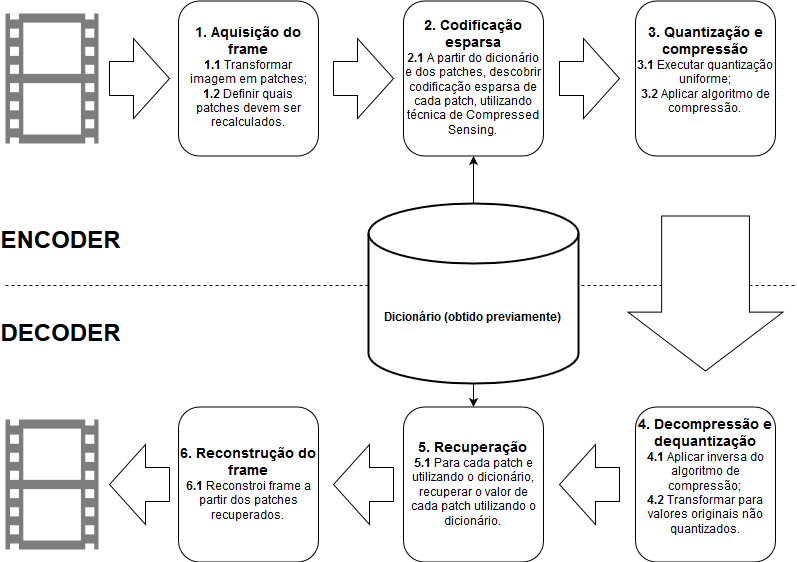 1. Aquisição do
frame
1.1 Transformar
imagem em patches;
1.2 Definir quais
patches devem ser
recalculados.
2. Codificação
esparsa
2.1 A partir do dicionário
e dos patches, descobrir
codificação esparsa de
cada patch, utilizando
técnica de Compressed
Sensing.
3. Quantização e
compressão
3.1 Executar quantização
uniforme;
3.2 Aplicar algoritmo de
compressão.
ENCODER
Dicionário (obtido previamente)
DECODER
4. Decompressão e
dequantização
4.1 Aplicar inversa do
algoritmo de
compressão;
4.2 Transformar para
valores originais não
quantizados.
5. Recuperação
5.1 Para cada patch e
utilizando o dicionário,
recuperar o valor de
cada patch utilizando o
dicionário.
6. Reconstrução do
frame
6.1 Reconstroi frame a
partir dos patches
recuperados.